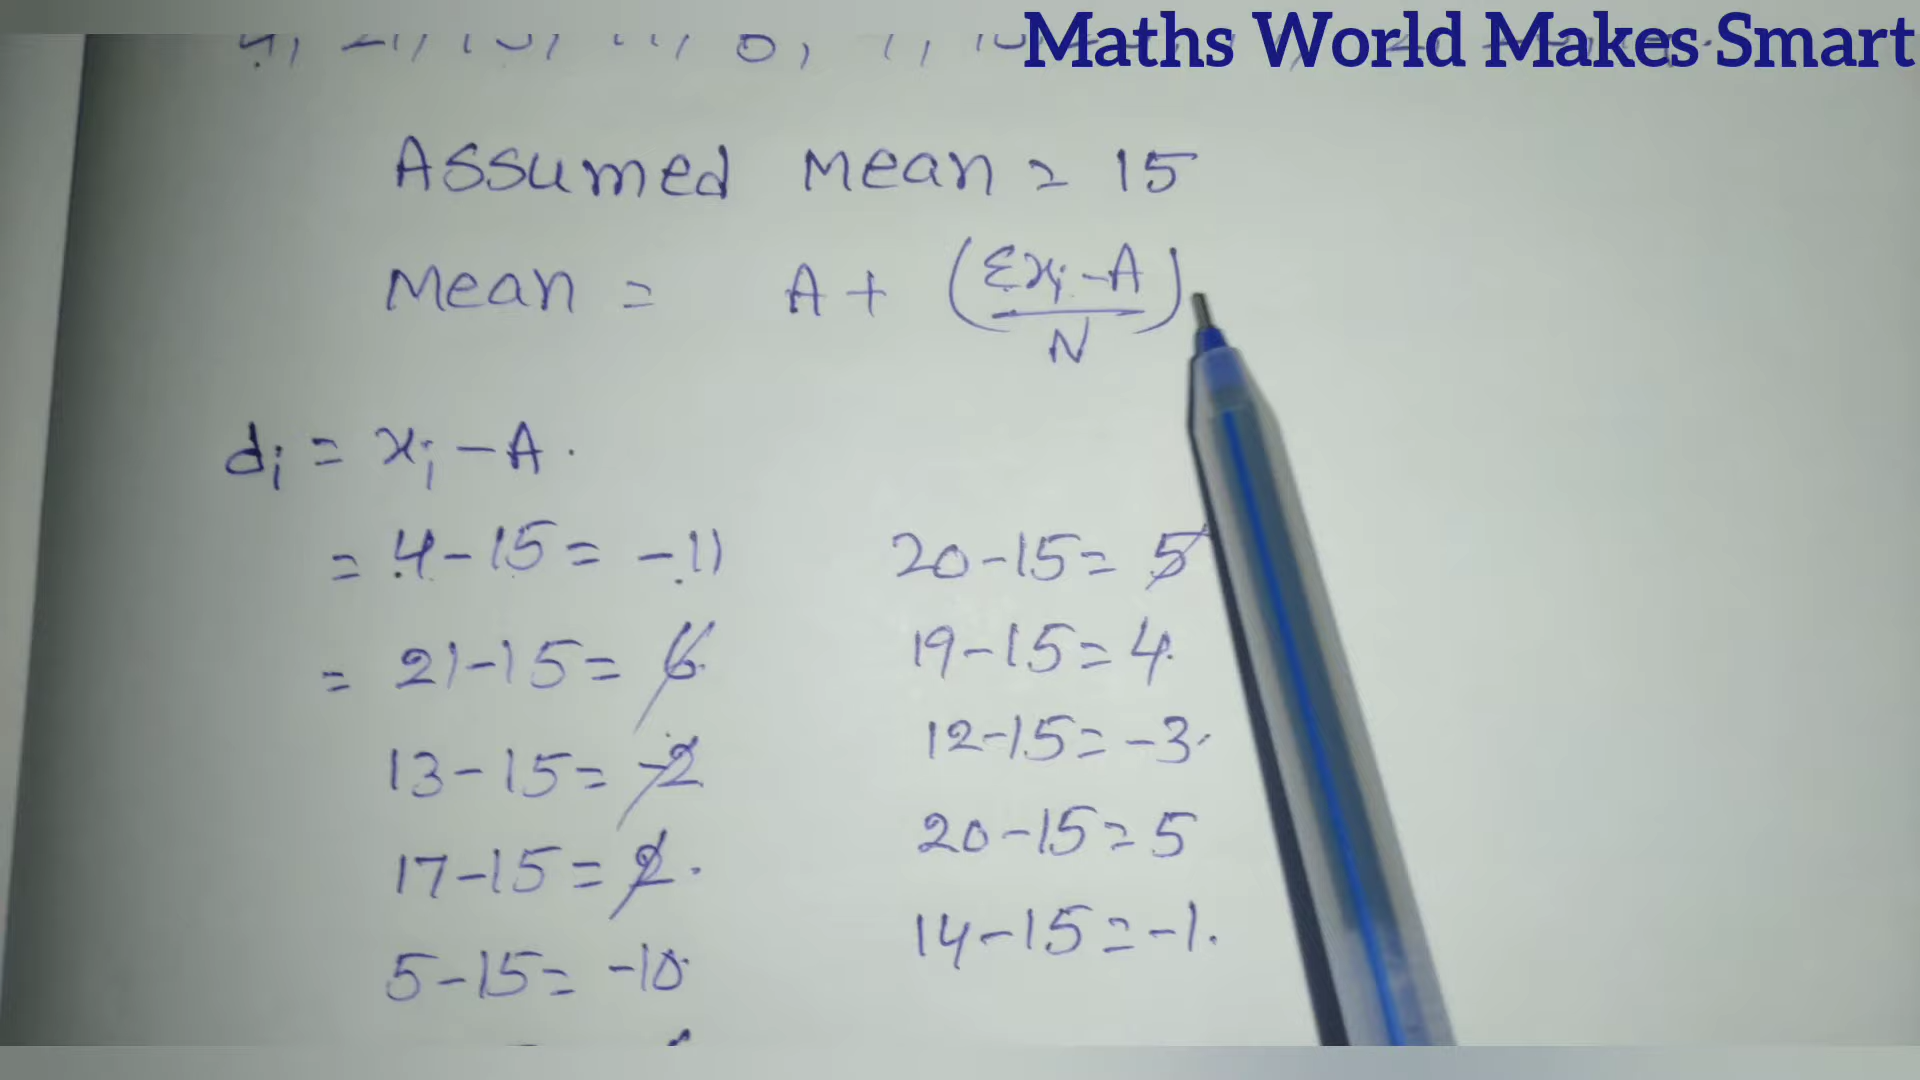 Maths World Makes Smart
Assumed Mean = 15
Mean = A + (Σxi - A / N)
di = xi - A.
= 4 - 15 = -11
= 21 - 15 = 6.
13 - 15 = -2
17 - 15 = 2.
5 - 15 = -10
20 - 15 = 5
19 - 15 = 4.
12 - 15 = -3.
20 - 15 = 5
14 - 15 = -1.